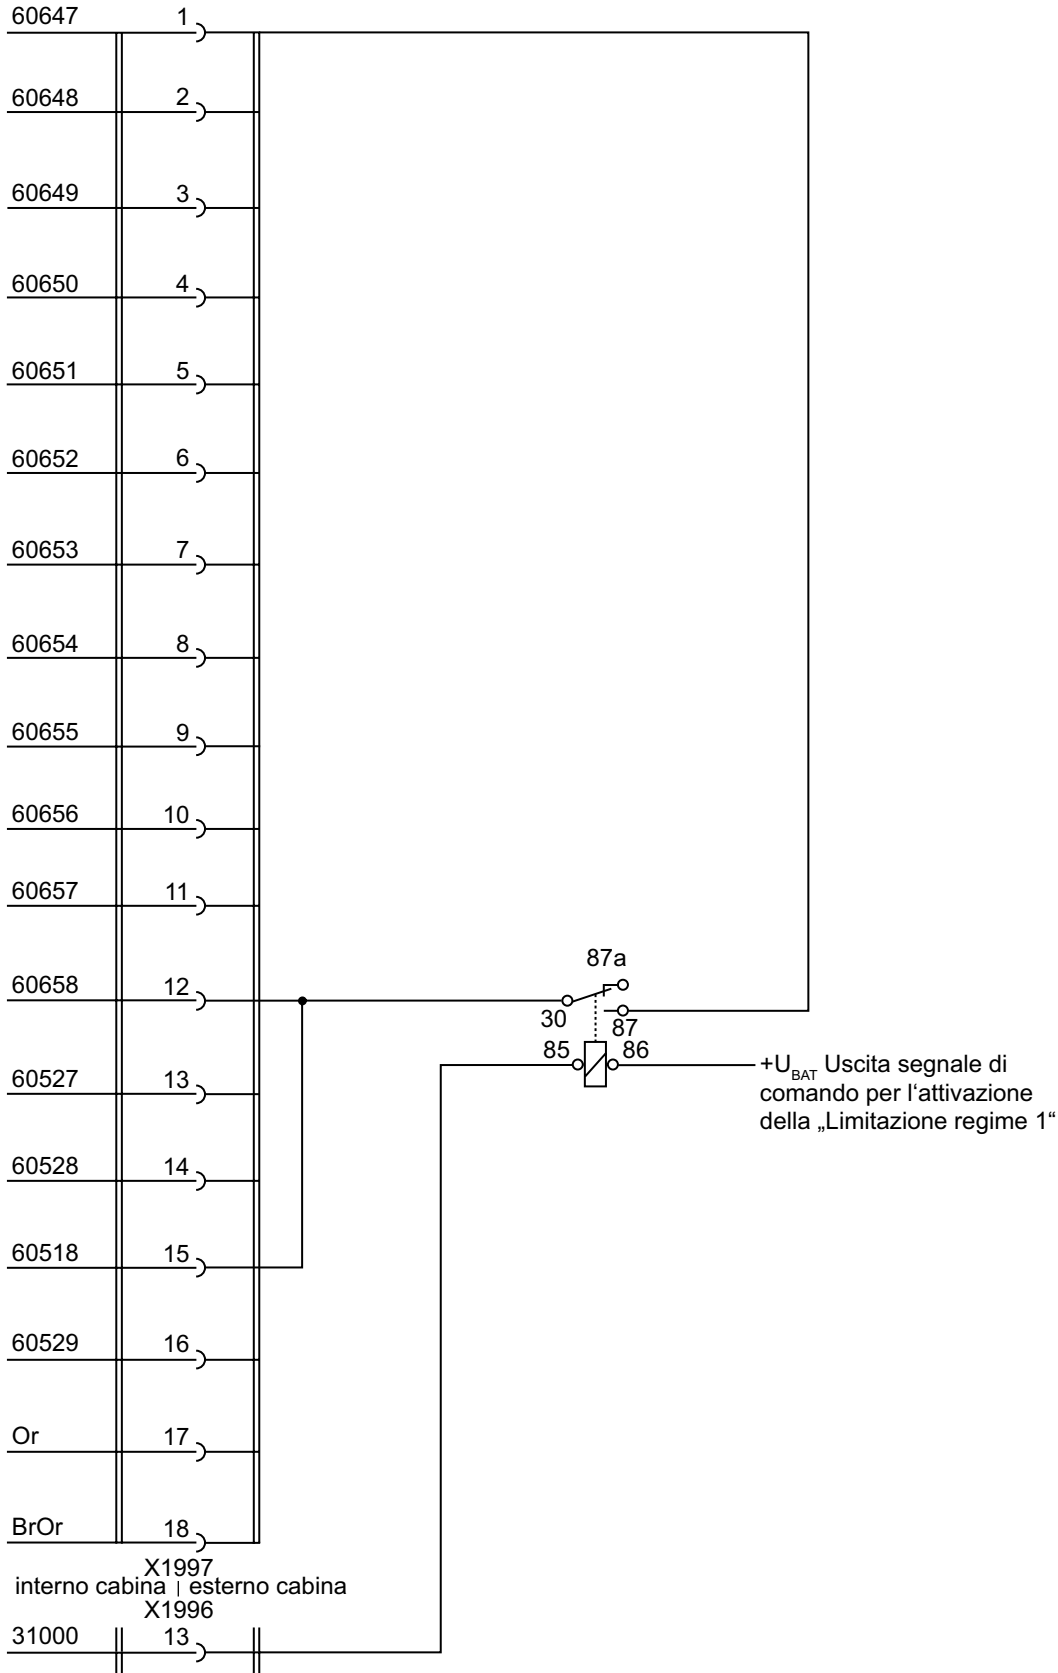 60647 1
60648 2
60649 3
60650 4
60651 5
60652 6
60653 7
60654 8
60655 9
60656 10
60657 11
87a
60658 12
30 87
85 86
+UBAT Uscita segnale di
comando per l‘attivazione
della „Limitazione regime 1“
60527 13
60528 14
60518 15
60529 16
Or 17
BrOr 18
X1997
interno cabina esterno cabina
X1996
31000 13